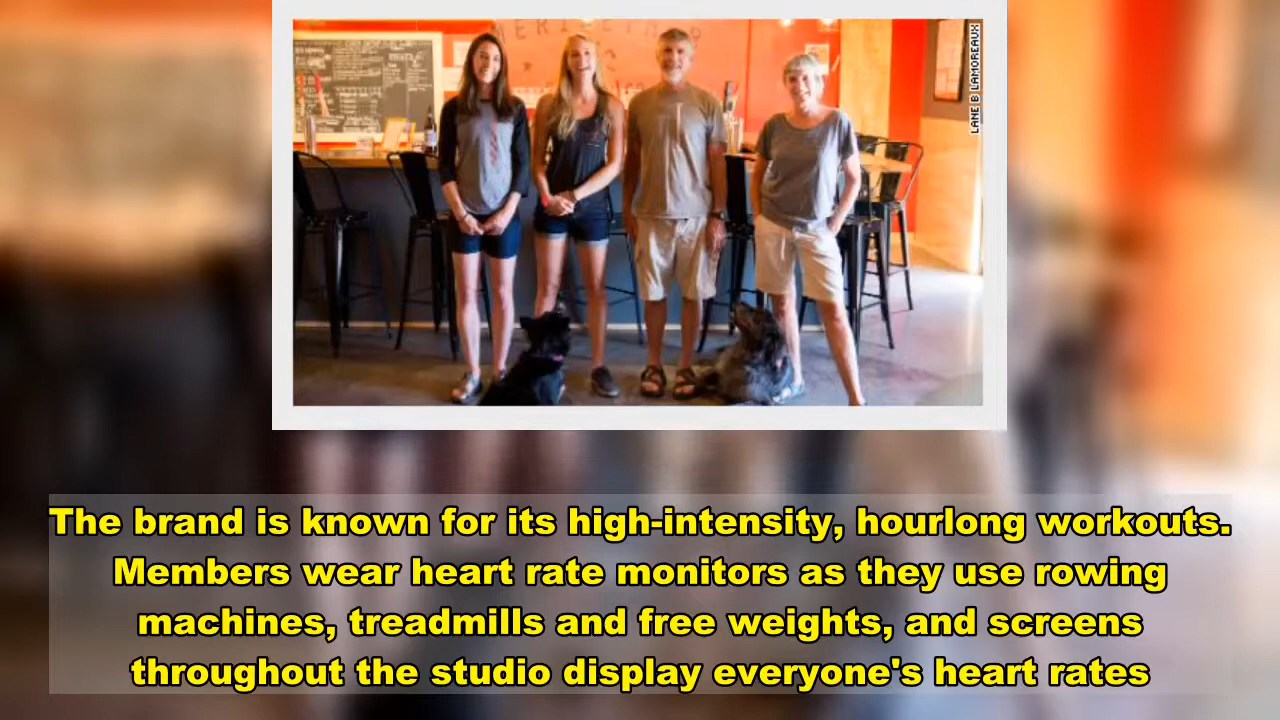 LANE B LAMOREAUX
The brand is known for its high-intensity, hourlong workouts.
Members wear heart rate monitors as they use rowing
machines, treadmills and free weights, and screens
throughout the studio display everyone's heart rates